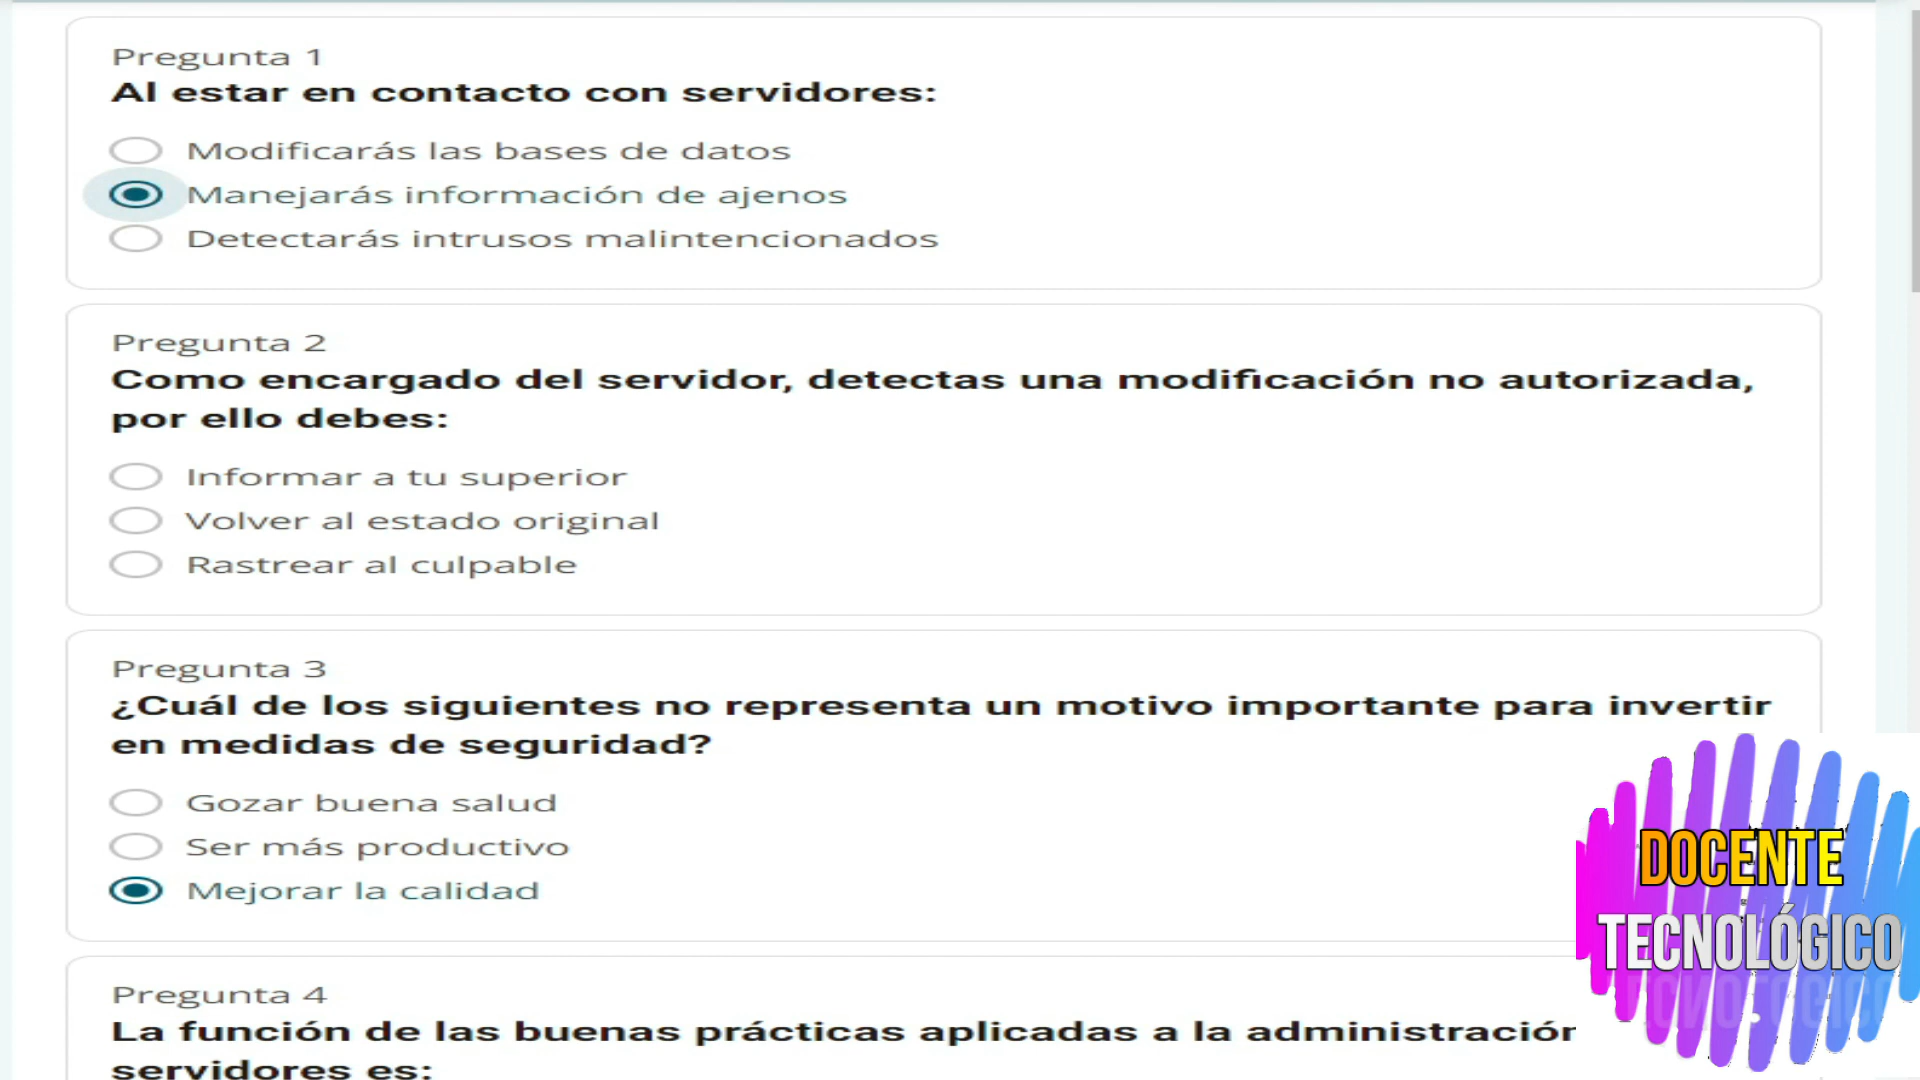 Pregunta 1
Al estar en contacto con servidores:
Modificarás las bases de datos
Manejarás información de ajenos
Detectarás intrusos malintencionados
Pregunta 2
Como encargado del servidor, detectas una modificación no autorizada,
por ello debes:
Informar a tu superior
Volver al estado original
Rastrear al culpable
Pregunta 3
¿Cuál de los siguientes no representa un motivo importante para invertir
en medidas de seguridad?
Gozar buena salud
Ser más productivo
Mejorar la calidad
Pregunta 4
La función de las buenas prácticas aplicadas a la administración
servidores es:
DOCENTE
TECNOLÓGICO